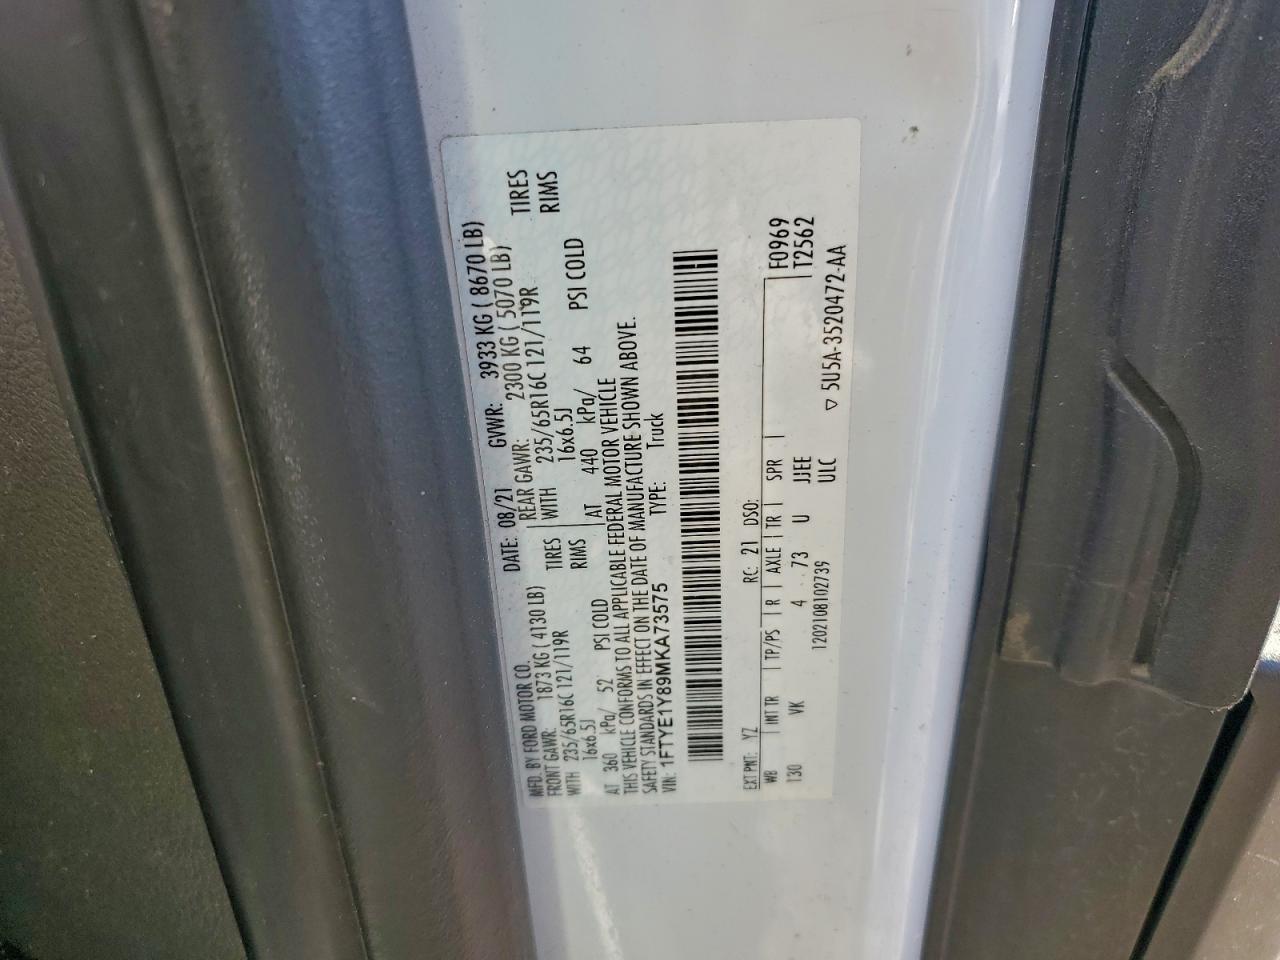 MFD. BY FORD MOTOR CO.
DATE: 08/21 GVWR: 3933 KG ( 8670 LB)
FRONT GAWR: 1873 KG ( 4130 LB)
REAR GAWR: 2300 KG ( 5070 LB)
WITH 235/65R16C 121/119R TIRES
WITH 235/65R16C 121/119R TIRES
16x6.5J RIMS
16x6.5J RIMS
AT 360 kPa/ 52 PSI COLD
AT 440 kPa/ 64 PSI COLD
THIS VEHICLE CONFORMS TO ALL APPLICABLE FEDERAL MOTOR VEHICLE
SAFETY STANDARDS IN EFFECT ON THE DATE OF MANUFACTURE SHOWN ABOVE.
VIN: 1FTYE1Y89MKA73575 TYPE: Truck
EXT PNT: YZ RC: 21 DSO:
WB INT TR TP/PS R AXLE TR SPR F0969
130 VK 4 73 U JJEE T2562
ULC
1202108102739 ▽ 5U5A-3520472-AA